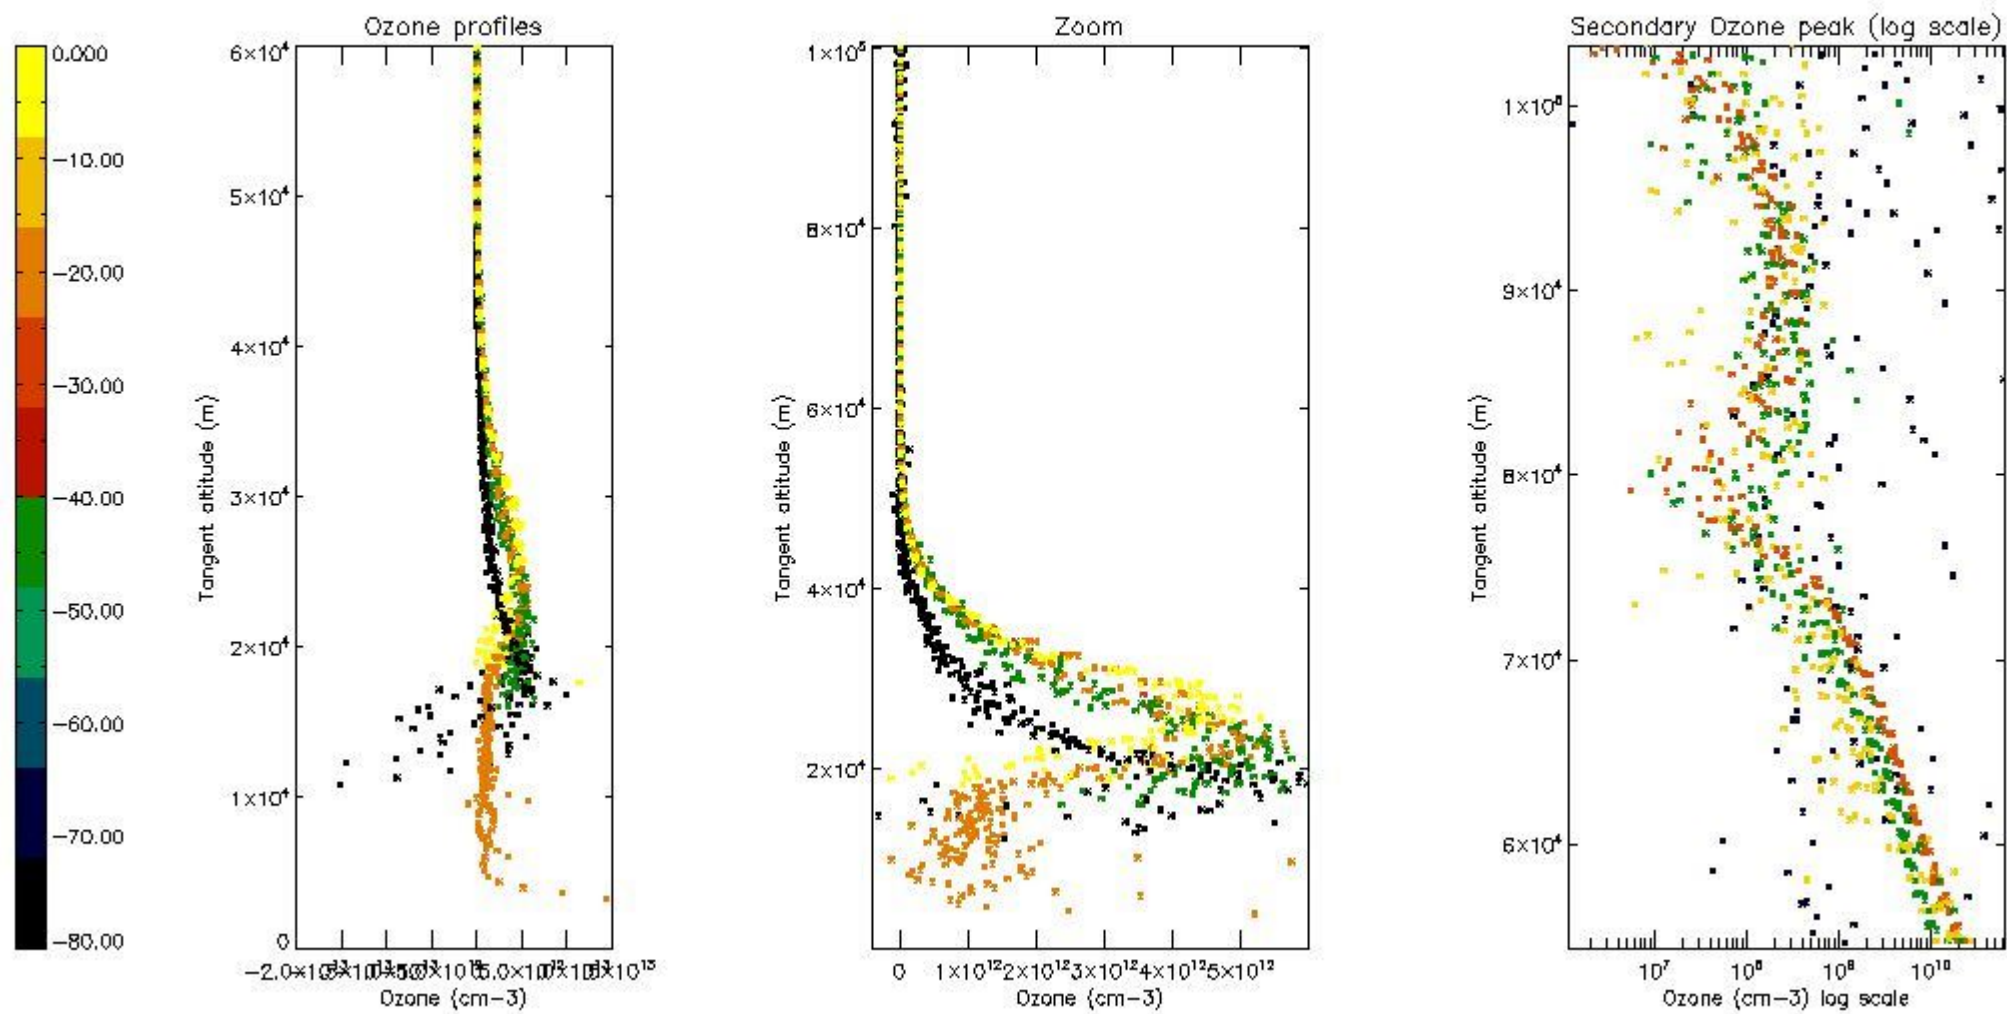 Ozone profiles
Zoom
Secondary Ozone peak (log scale)
0.000
−10.00
−20.00
−30.00
−40.00
−50.00
−60.00
−70.00
−80.00
6×10⁴
5×10⁴
4×10⁴
3×10⁴
2×10⁴
1×10⁴
0
Tangent altitude (m)
Ozone (cm−3)
1×10⁵
8×10⁴
6×10⁴
4×10⁴
2×10⁴
Tangent altitude (m)
0 1×10¹² 2×10¹² 3×10¹² 4×10¹² 5×10¹²
Ozone (cm−3)
1×10⁵
9×10⁴
8×10⁴
7×10⁴
6×10⁴
Tangent altitude (m)
10⁷ 10⁸ 10⁹ 10¹⁰
Ozone (cm−3) log scale